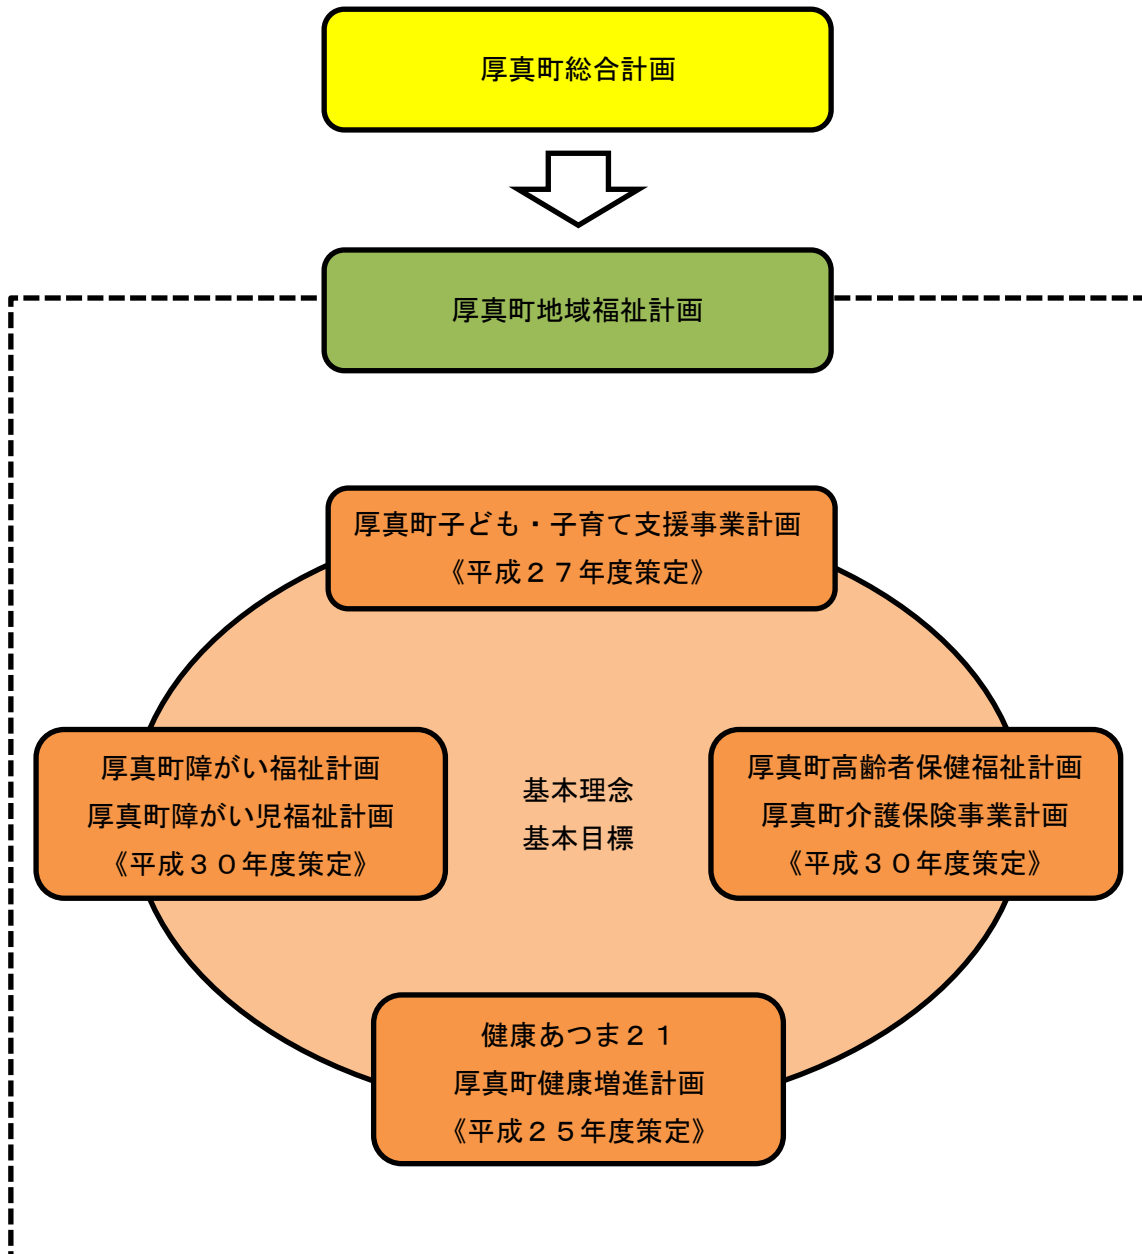 厚真町総合計画
厚真町地域福祉計画
厚真町子ども・子育て支援事業計画
《平成２７年度策定》
厚真町障がい福祉計画
厚真町障がい児福祉計画
《平成３０年度策定》
基本理念
基本目標
厚真町高齢者保健福祉計画
厚真町介護保険事業計画
《平成３０年度策定》
健康あつま２１
厚真町健康増進計画
《平成２５年度策定》